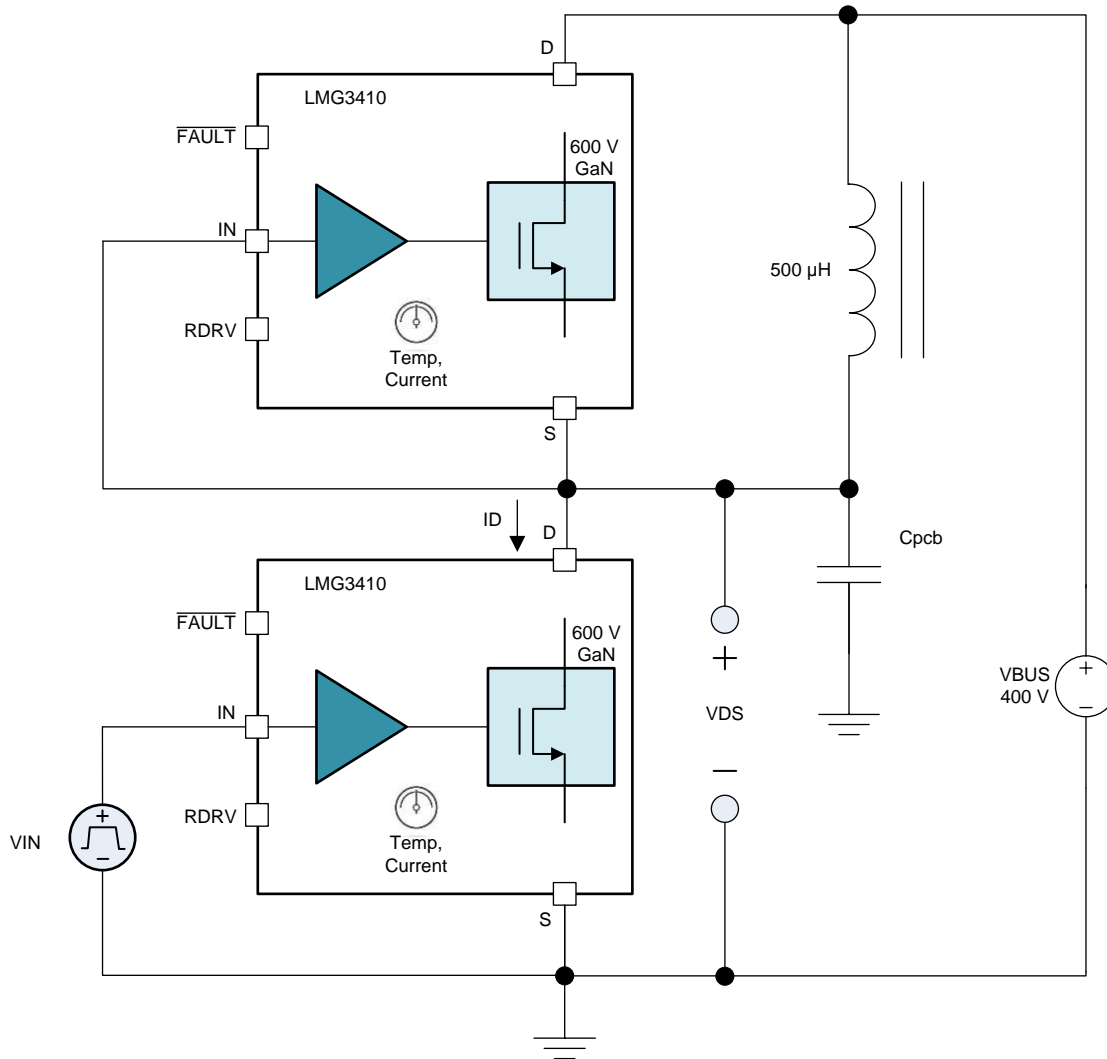 D
LMG3410
FAULT
600 V
GaN
IN
500 µH
RDRV
Temp,
Current
S
ID
D
Cpcb
LMG3410
FAULT
600 V
GaN
+
VBUS
400 V
+
–
IN
VDS
–
RDRV
VIN
+
–
Temp,
Current
S